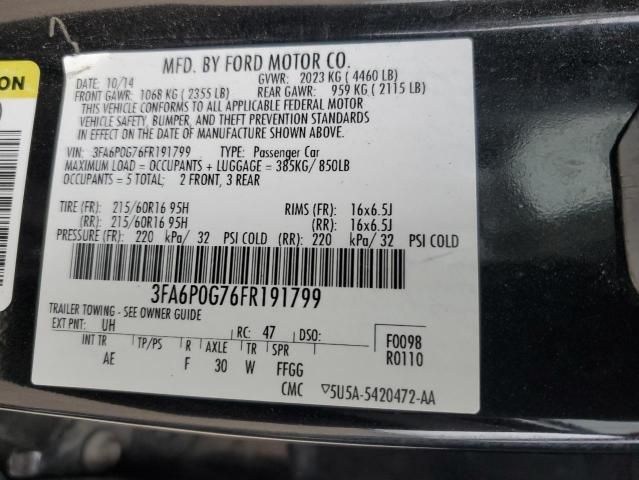 ON
MFD. BY FORD MOTOR CO.
DATE: 10/14 GVWR: 2023 KG ( 4460 LB)
FRONT GAWR: 1068 KG ( 2355 LB) REAR GAWR: 959 KG ( 2115 LB)
THIS VEHICLE CONFORMS TO ALL APPLICABLE FEDERAL MOTOR
VEHICLE SAFETY, BUMPER, AND THEFT PREVENTION STANDARDS
IN EFFECT ON THE DATE OF MANUFACTURE SHOWN ABOVE.
VIN: 3FA6P0G76FR191799 TYPE: Passenger Car
MAXIMUM LOAD = OCCUPANTS + LUGGAGE = 385KG/ 850LB
OCCUPANTS = 5 TOTAL; 2 FRONT, 3 REAR
TIRE (FR): 215/60R16 95H RIMS (FR): 16x6.5J
(RR): 215/60R16 95H (RR): 16x6.5J
PRESSURE (FR): 220 kPa/ 32 PSI COLD (RR): 220 kPa/ 32 PSI COLD
3FA6P0G76FR191799
TRAILER TOWING - SEE OWNER GUIDE
EXT PNT: UH RC: 47 DSO: F0098
INT TR TP/PS R AXLE TR SPR R0110
AE F 30 W FFGG
CMC ▽5U5A-5420472-AA